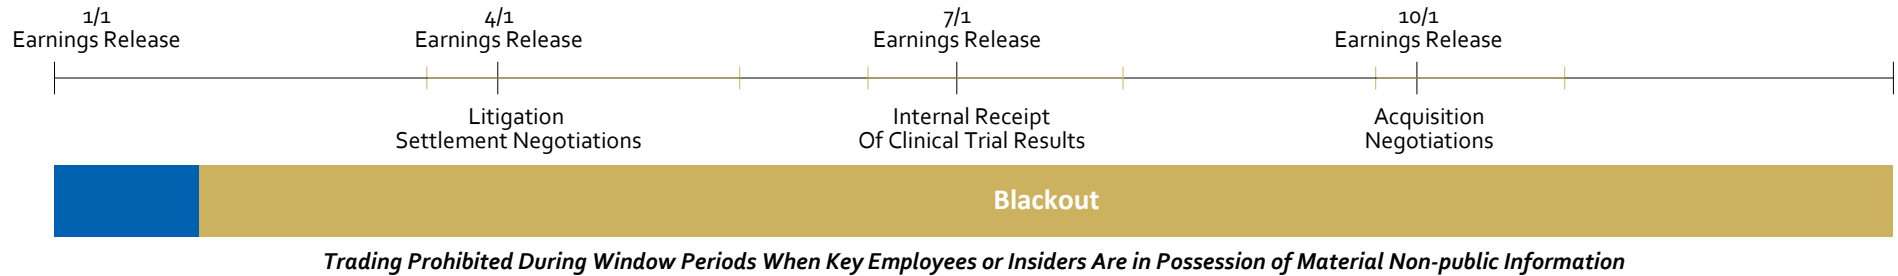 1/1
Earnings Release
4/1
Earnings Release
7/1
Earnings Release
10/1
Earnings Release
Litigation
Settlement Negotiations
Internal Receipt
Of Clinical Trial Results
Acquisition
Negotiations
Blackout
Trading Prohibited During Window Periods When Key Employees or Insiders Are in Possession of Material Non-public Information